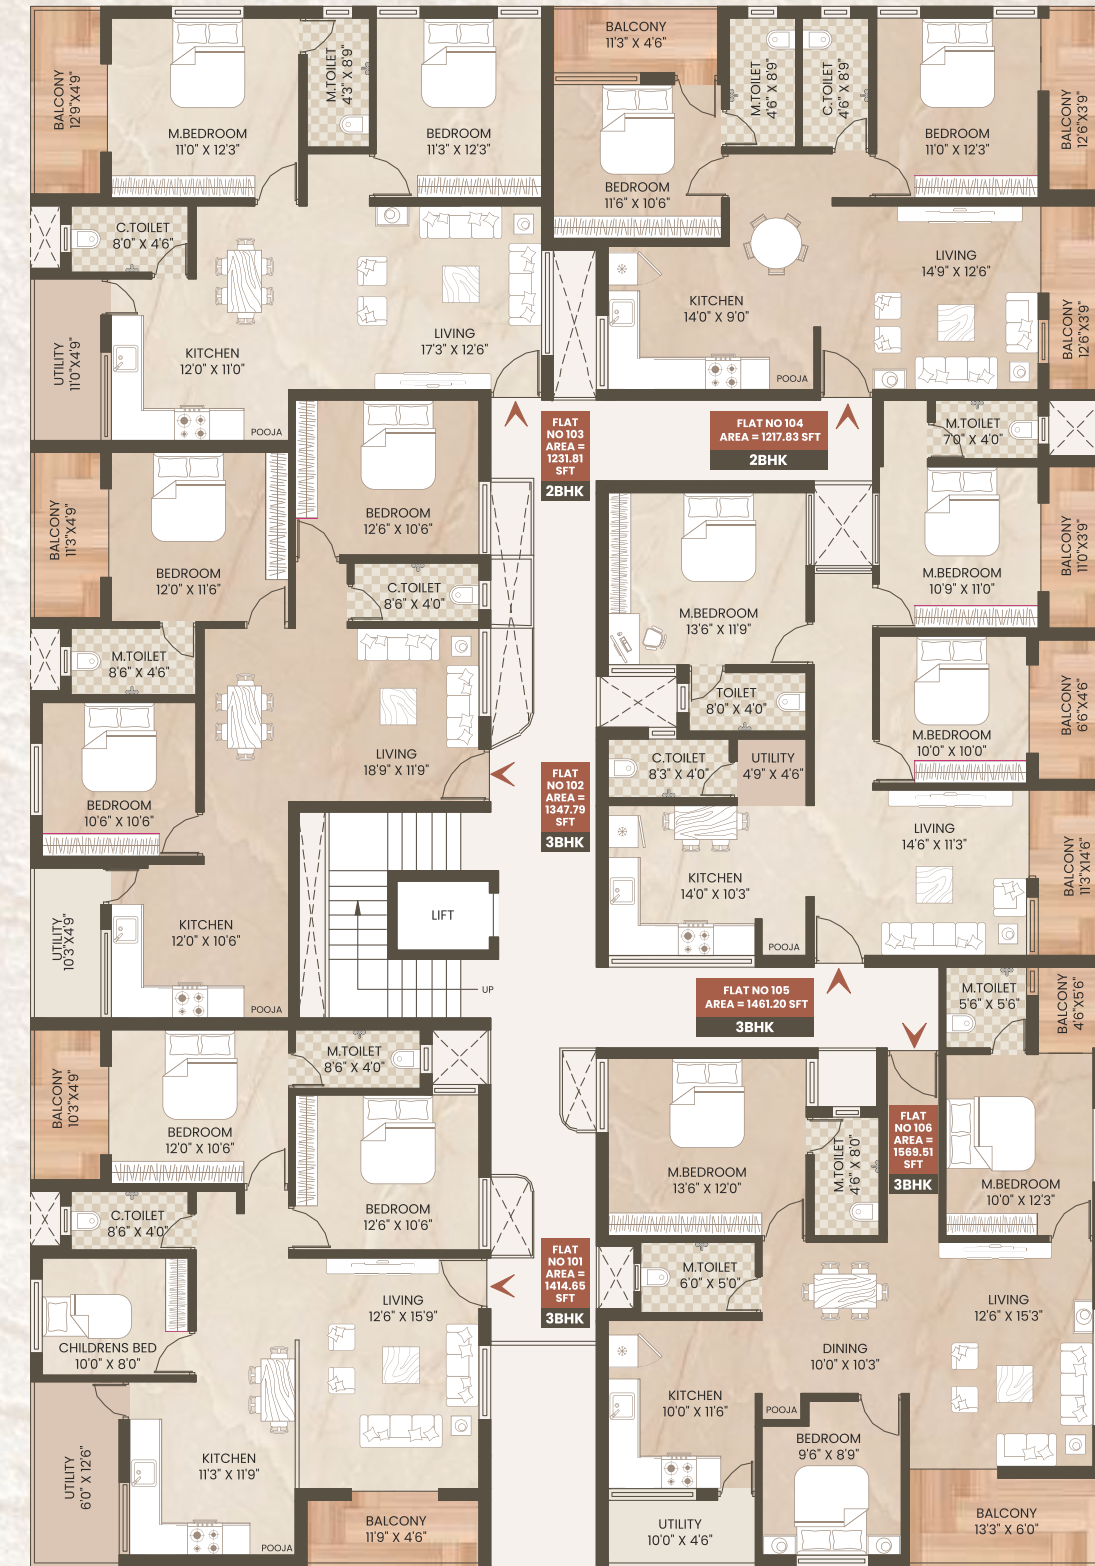 BALCONY
12'9"X4'9"
M.BEDROOM
11'0" X 12'3"
M.TOILET
4'3" X 8'9"
BEDROOM
11'3" X 12'3"
C.TOILET
8'0" X 4'6"
UTILITY
11'0"X4'9"
KITCHEN
12'0" X 11'0"
POOJA
LIVING
17'3" X 12'6"
BALCONY
11'3" X 4'6"
BEDROOM
11'6" X 10'6"
M.TOILET
4'6" X 8'9"
C.TOILET
4'6" X 8'9"
BEDROOM
11'0" X 12'3"
BALCONY
12'6"X3'9"
KITCHEN
14'0" X 9'0"
POOJA
LIVING
14'9" X 12'6"
BALCONY
12'6"X3'9"
FLAT
NO 103
AREA =
1231.81
SFT
2BHK
FLAT NO 104
AREA = 1217.83 SFT
2BHK
BALCONY
11'3"X4'9"
BEDROOM
12'0" X 11'6"
BEDROOM
12'6" X 10'6"
C.TOILET
8'6" X 4'0"
M.TOILET
8'6" X 4'6"
BEDROOM
10'6" X 10'6"
LIVING
18'9" X 11'9"
UTILITY
10'3"X4'9"
KITCHEN
12'0" X 10'6"
POOJA
FLAT
NO 102
AREA =
1347.79
SFT
3BHK
LIFT
UP
M.TOILET
7'0" X 4'0"
M.BEDROOM
10'9" X 11'0"
BALCONY
11'0"X3'9"
M.BEDROOM
13'6" X 11'9"
TOILET
8'0" X 4'0"
C.TOILET
8'3" X 4'0"
UTILITY
4'9" X 4'6"
M.BEDROOM
10'0" X 10'0"
BALCONY
6'6"X4'6"
KITCHEN
14'0" X 10'3"
POOJA
LIVING
14'6" X 11'3"
BALCONY
11'3"X14'6"
FLAT NO 105
AREA = 1461.20 SFT
3BHK
BALCONY
10'3"X4'9"
BEDROOM
12'0" X 10'6"
M.TOILET
8'6" X 4'0"
BEDROOM
12'6" X 10'6"
C.TOILET
8'6" X 4'0"
CHILDRENS BED
10'0" X 8'0"
LIVING
12'6" X 15'9"
UTILITY
6'0" X 12'6"
KITCHEN
11'3" X 11'9"
POOJA
BALCONY
11'9" X 4'6"
FLAT
NO 101
AREA =
1414.65
SFT
3BHK
M.TOILET
5'6" X 5'6"
BALCONY
4'6"X5'6"
M.BEDROOM
13'6" X 12'0"
M.TOILET
4'6" X 8'0"
FLAT
NO 106
AREA =
1569.51
SFT
3BHK
M.BEDROOM
10'0" X 12'3"
M.TOILET
6'0" X 5'0"
LIVING
12'6" X 15'3"
DINING
10'0" X 10'3"
KITCHEN
10'0" X 11'6"
POOJA
BEDROOM
9'6" X 8'9"
UTILITY
10'0" X 4'6"
BALCONY
13'3" X 6'0"